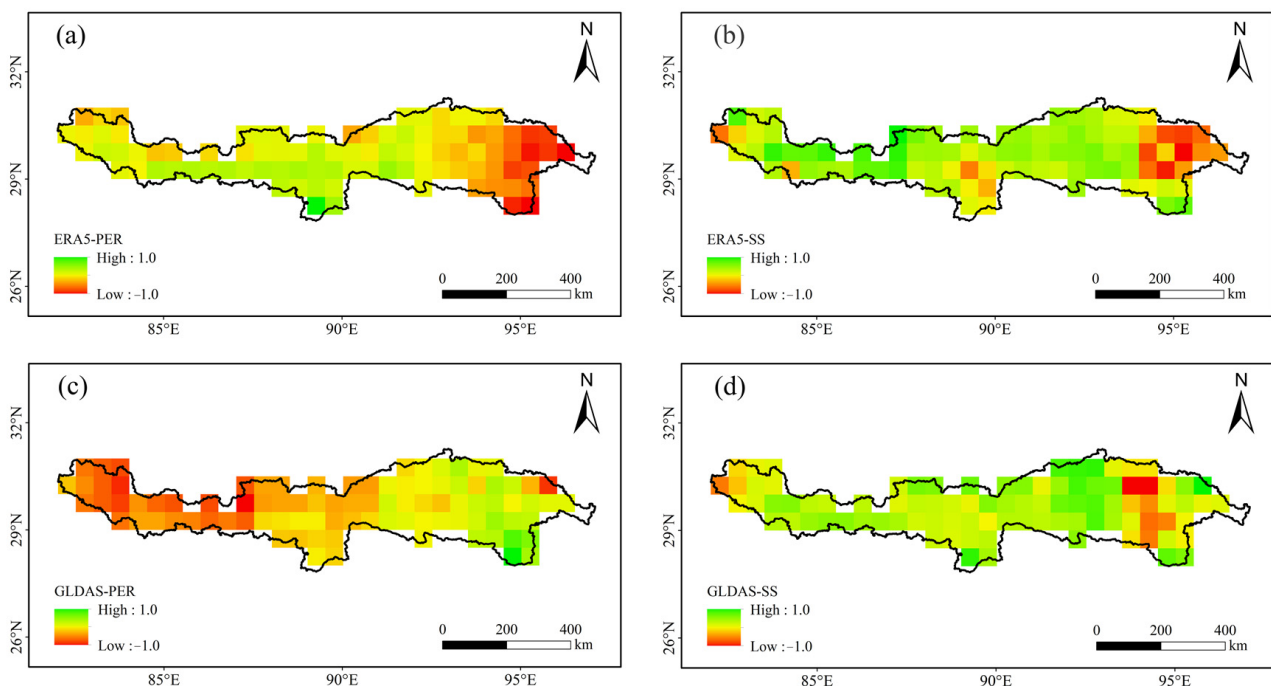 (a)
N
32°N
29°N
26°N
ERA5-PER
High : 1.0
Low : −1.0
0 200 400
km
85°E 90°E 95°E
(b)
N
32°N
29°N
26°N
ERA5-SS
High : 1.0
Low : −1.0
0 200 400
km
85°E 90°E 95°E
(c)
N
32°N
29°N
26°N
GLDAS-PER
High : 1.0
Low : −1.0
0 200 400
km
85°E 90°E 95°E
(d)
N
32°N
29°N
26°N
GLDAS-SS
High : 1.0
Low : −1.0
0 200 400
km
85°E 90°E 95°E